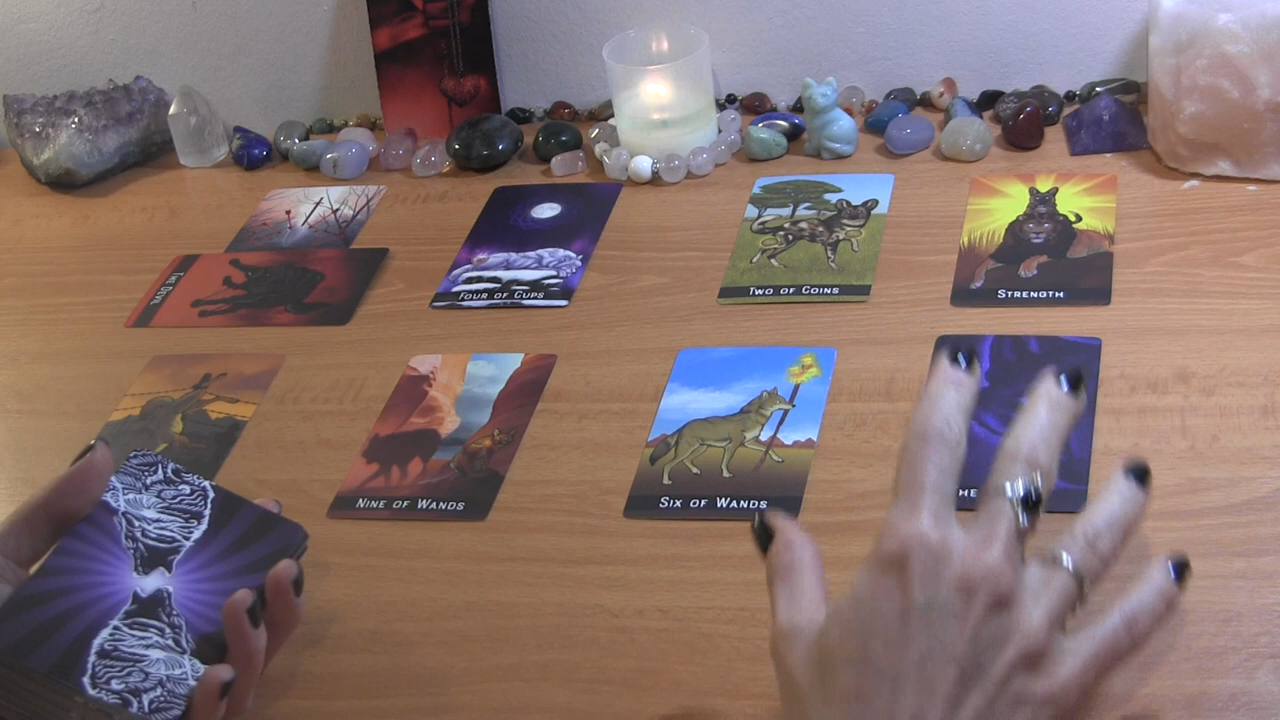 The Devil
Four of Cups
Two of Coins
Strength
Nine of Wands
Six of Wands